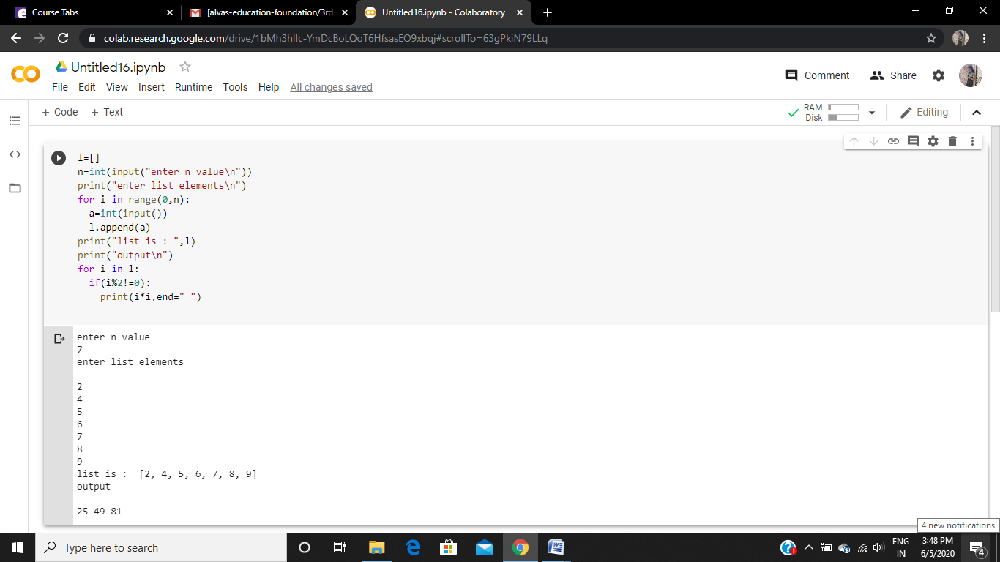 Course Tabs
[alvas-education-foundation/3rd
Untitled16.ipynb - Colaboratory
colab.research.google.com/drive/1bMh3hlIc-YmDcBoLQoT6HfsasEO9xbqj#scrollTo=63gPkiN79LLq
Untitled16.ipynb
File Edit View Insert Runtime Tools Help All changes saved
Comment Share
+ Code + Text
RAM
Disk
Editing
l=[]
n=int(input("enter n value\n"))
print("enter list elements\n")
for i in range(0,n):
  a=int(input())
  l.append(a)
print("list is : ",l)
print("output\n")
for i in l:
  if(i%2!=0):
    print(i*i,end=" ")
enter n value
7
enter list elements
2
4
5
6
7
8
9
list is :  [2, 4, 5, 6, 7, 8, 9]
output
25 49 81
4 new notifications
Type here to search
ENG
IN
3:48 PM
6/5/2020
4